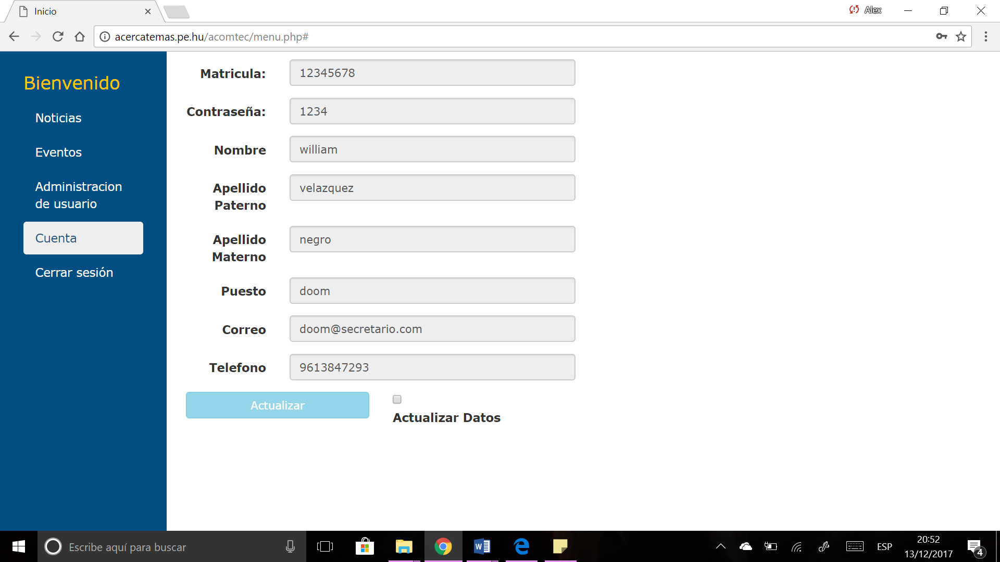 Inicio
Alex
acercatemas.pe.hu/acomtec/menu.php#
Bienvenido
Noticias
Eventos
Administracion
de usuario
Cuenta
Cerrar sesión
Matricula:
12345678
Contraseña:
1234
Nombre
william
Apellido
Paterno
velazquez
Apellido
Materno
negro
Puesto
doom
Correo
doom@secretario.com
Telefono
9613847293
Actualizar
Actualizar Datos
Escribe aquí para buscar
ESP
20:52
13/12/2017
4